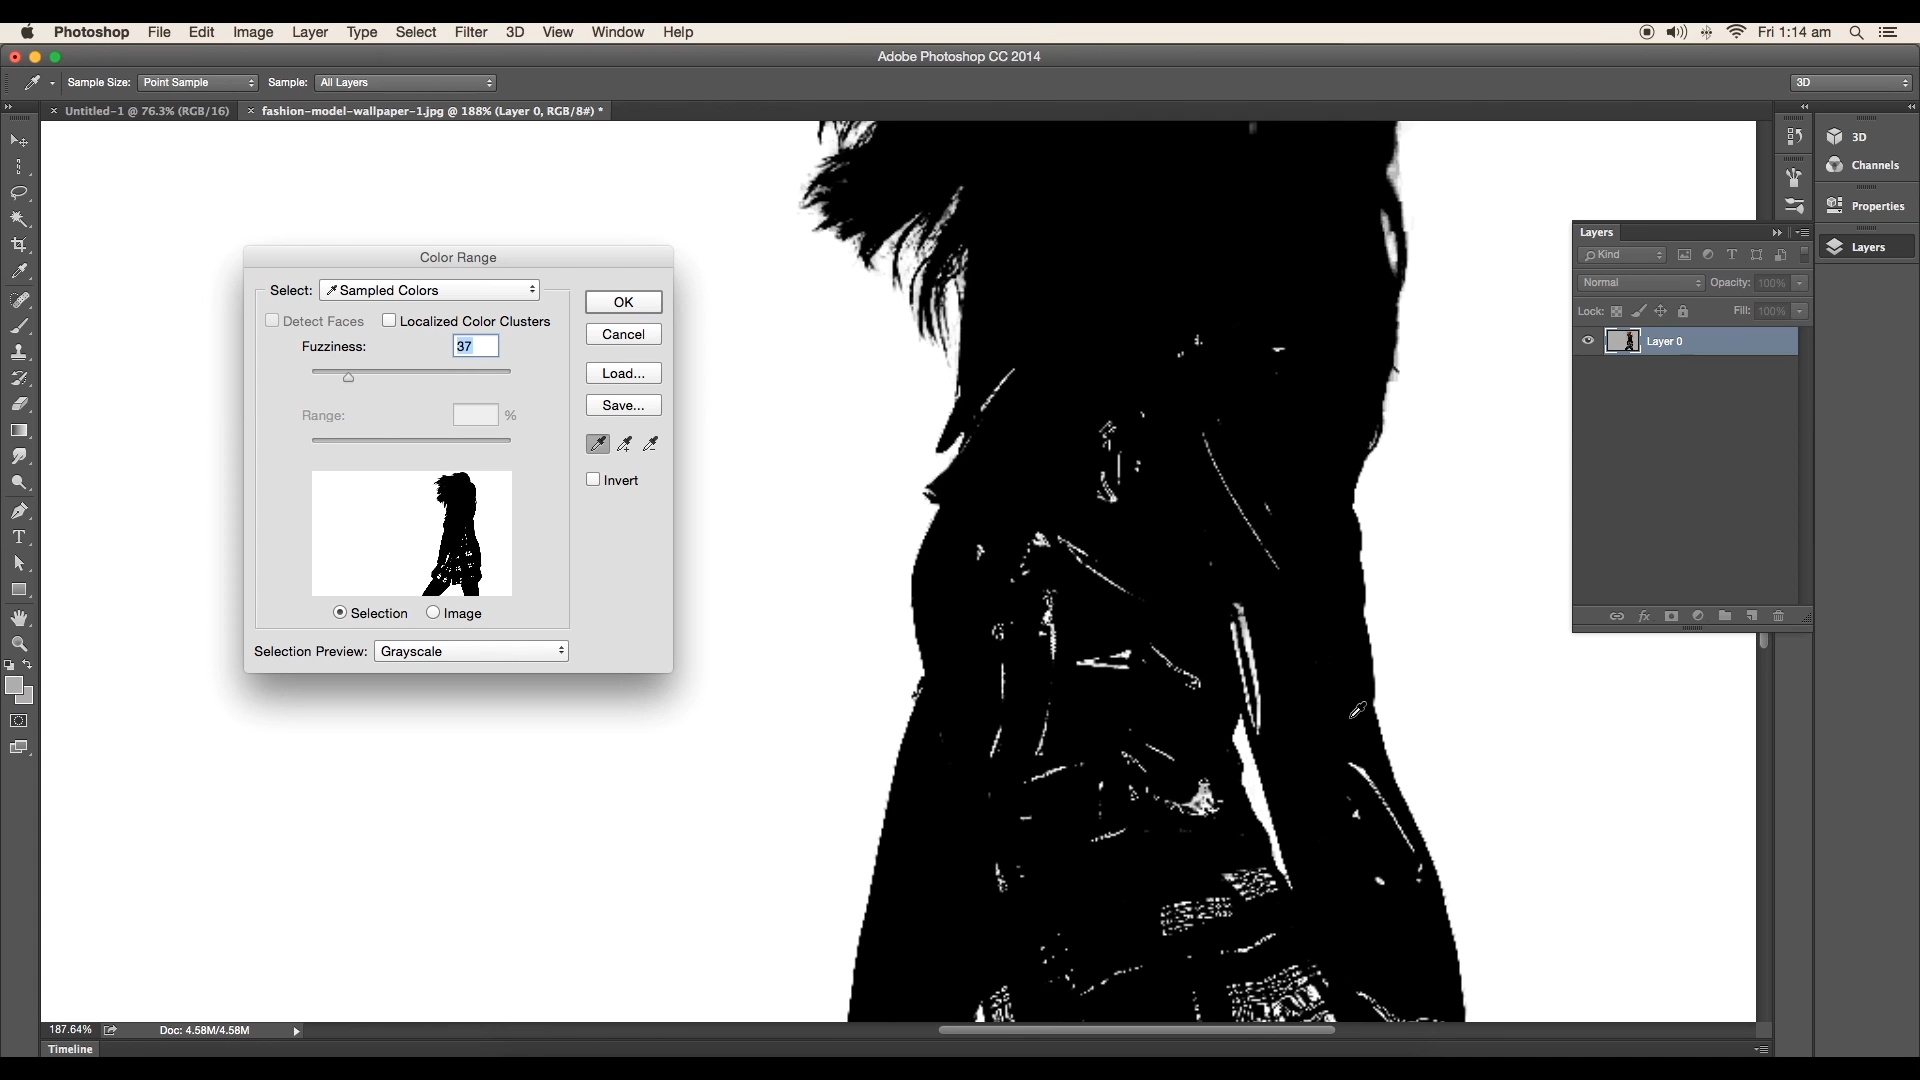 Photoshop File Edit Image Layer Type Select Filter 3D View Window Help Fri 1:14 am
Adobe Photoshop CC 2014
Sample Size: Point Sample Sample: All Layers 3D
× Untitled-1 @ 76.3% (RGB/16) × fashion-model-wallpaper-1.jpg @ 188% (Layer 0, RGB/8#) *
3D
Channels
Properties
Layers
Layers
Kind T
Normal Opacity: 100%
Lock: Fill: 100%
Layer 0
fx
Color Range
Select: Sampled Colors
Detect Faces Localized Color Clusters
Fuzziness: 37
Range: %
Selection Image
Selection Preview: Grayscale
OK
Cancel
Load...
Save...
Invert
T
187.64% Doc: 4.58M/4.58M
Timeline